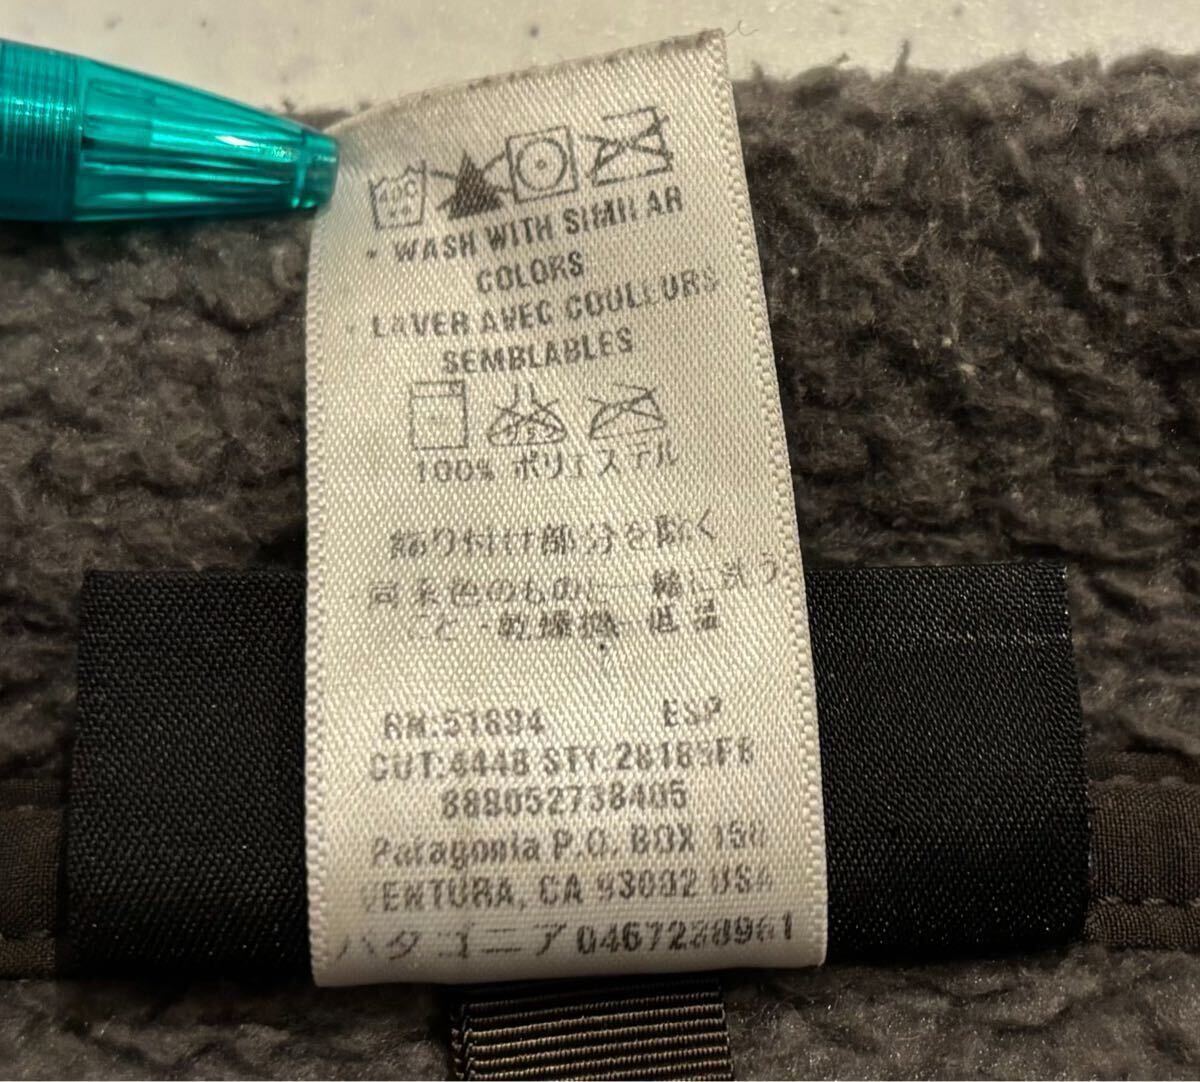 • WASH WITH SIMILAR
COLORS
• LAVER AVEC COULEURS
SEMBLABLES
100% ポリエステル
飾り付け部分を除く
同系色のものと一緒に洗う
こと・乾燥機 低温
RN:51884 ESP
CUT:4448 STY:28185F8
888052738405
Patagonia P.O. BOX 150
VENTURA, CA 93002 USA
パタゴニア 0467238961